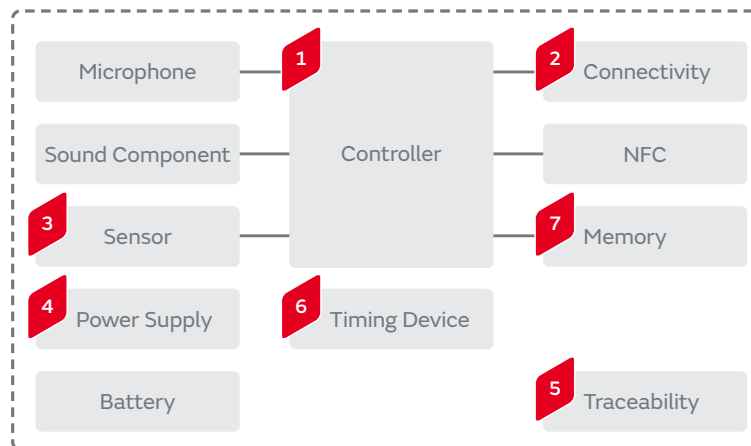 1
2
Microphone
Connectivity
Sound Component
Controller
NFC
3
Sensor
7
Memory
4
Power Supply
6
Timing Device
Battery
5
Traceability